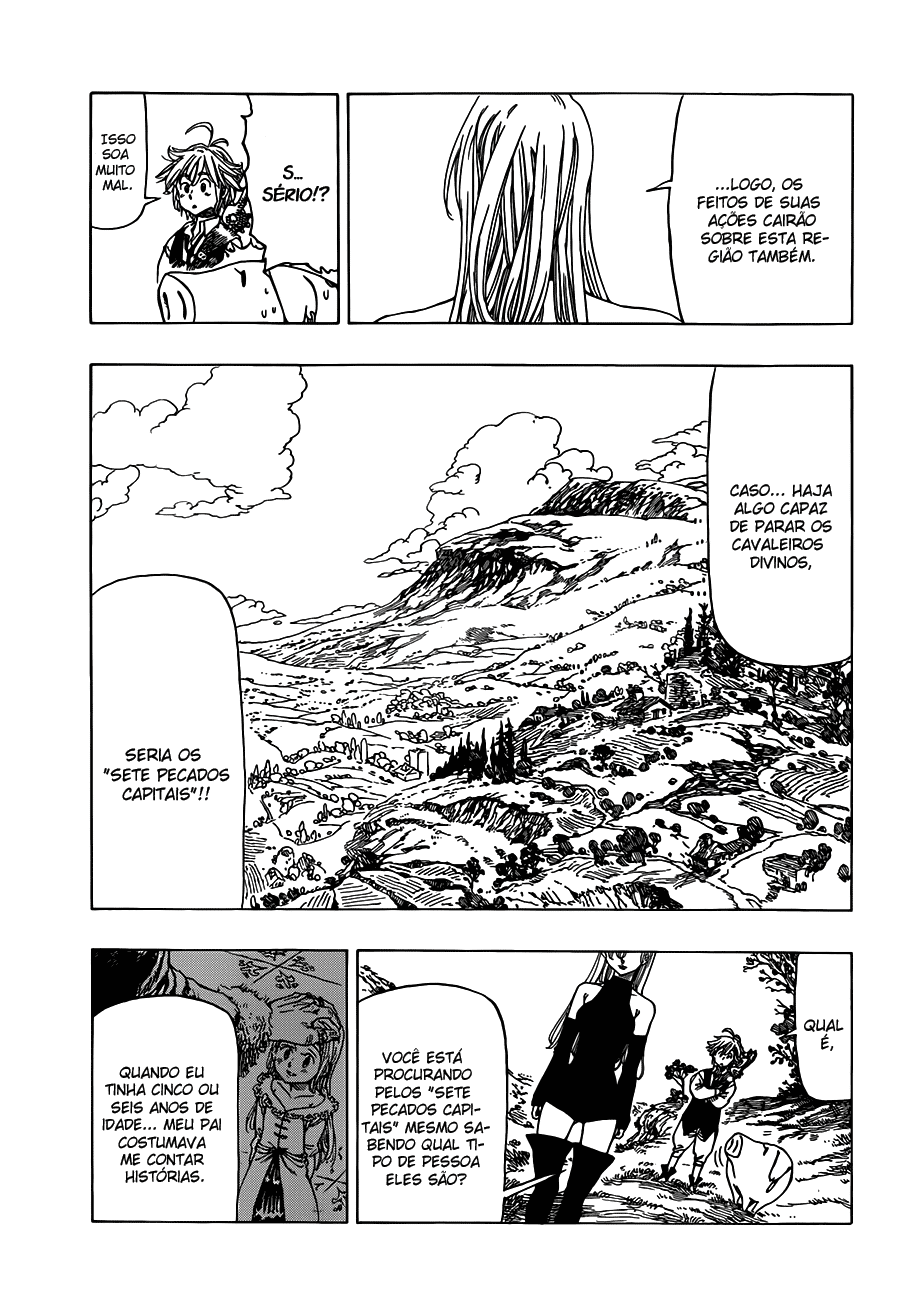 ...LOGO, OS
FEITOS DE SUAS
AÇÕES CAIRÃO
SOBRE ESTA RE-
GIÃO TAMBÉM.
S...
SÉRIO!?
ISSO
SOA
MUITO
MAL.
CASO... HAJA
ALGO CAPAZ
DE PARAR OS
CAVALEIROS
DIVINOS,
SERIA OS
"SETE PECADOS
CAPITAIS"!!
QUAL
É,
VOCÊ ESTÁ
PROCURANDO
PELOS "SETE
PECADOS CAPI-
TAIS" MESMO SA-
BENDO QUAL TI-
PO DE PESSOA
ELES SÃO?
QUANDO EU
TINHA CINCO OU
SEIS ANOS DE
IDADE... MEU PAI
COSTUMAVA
ME CONTAR
HISTÓRIAS.